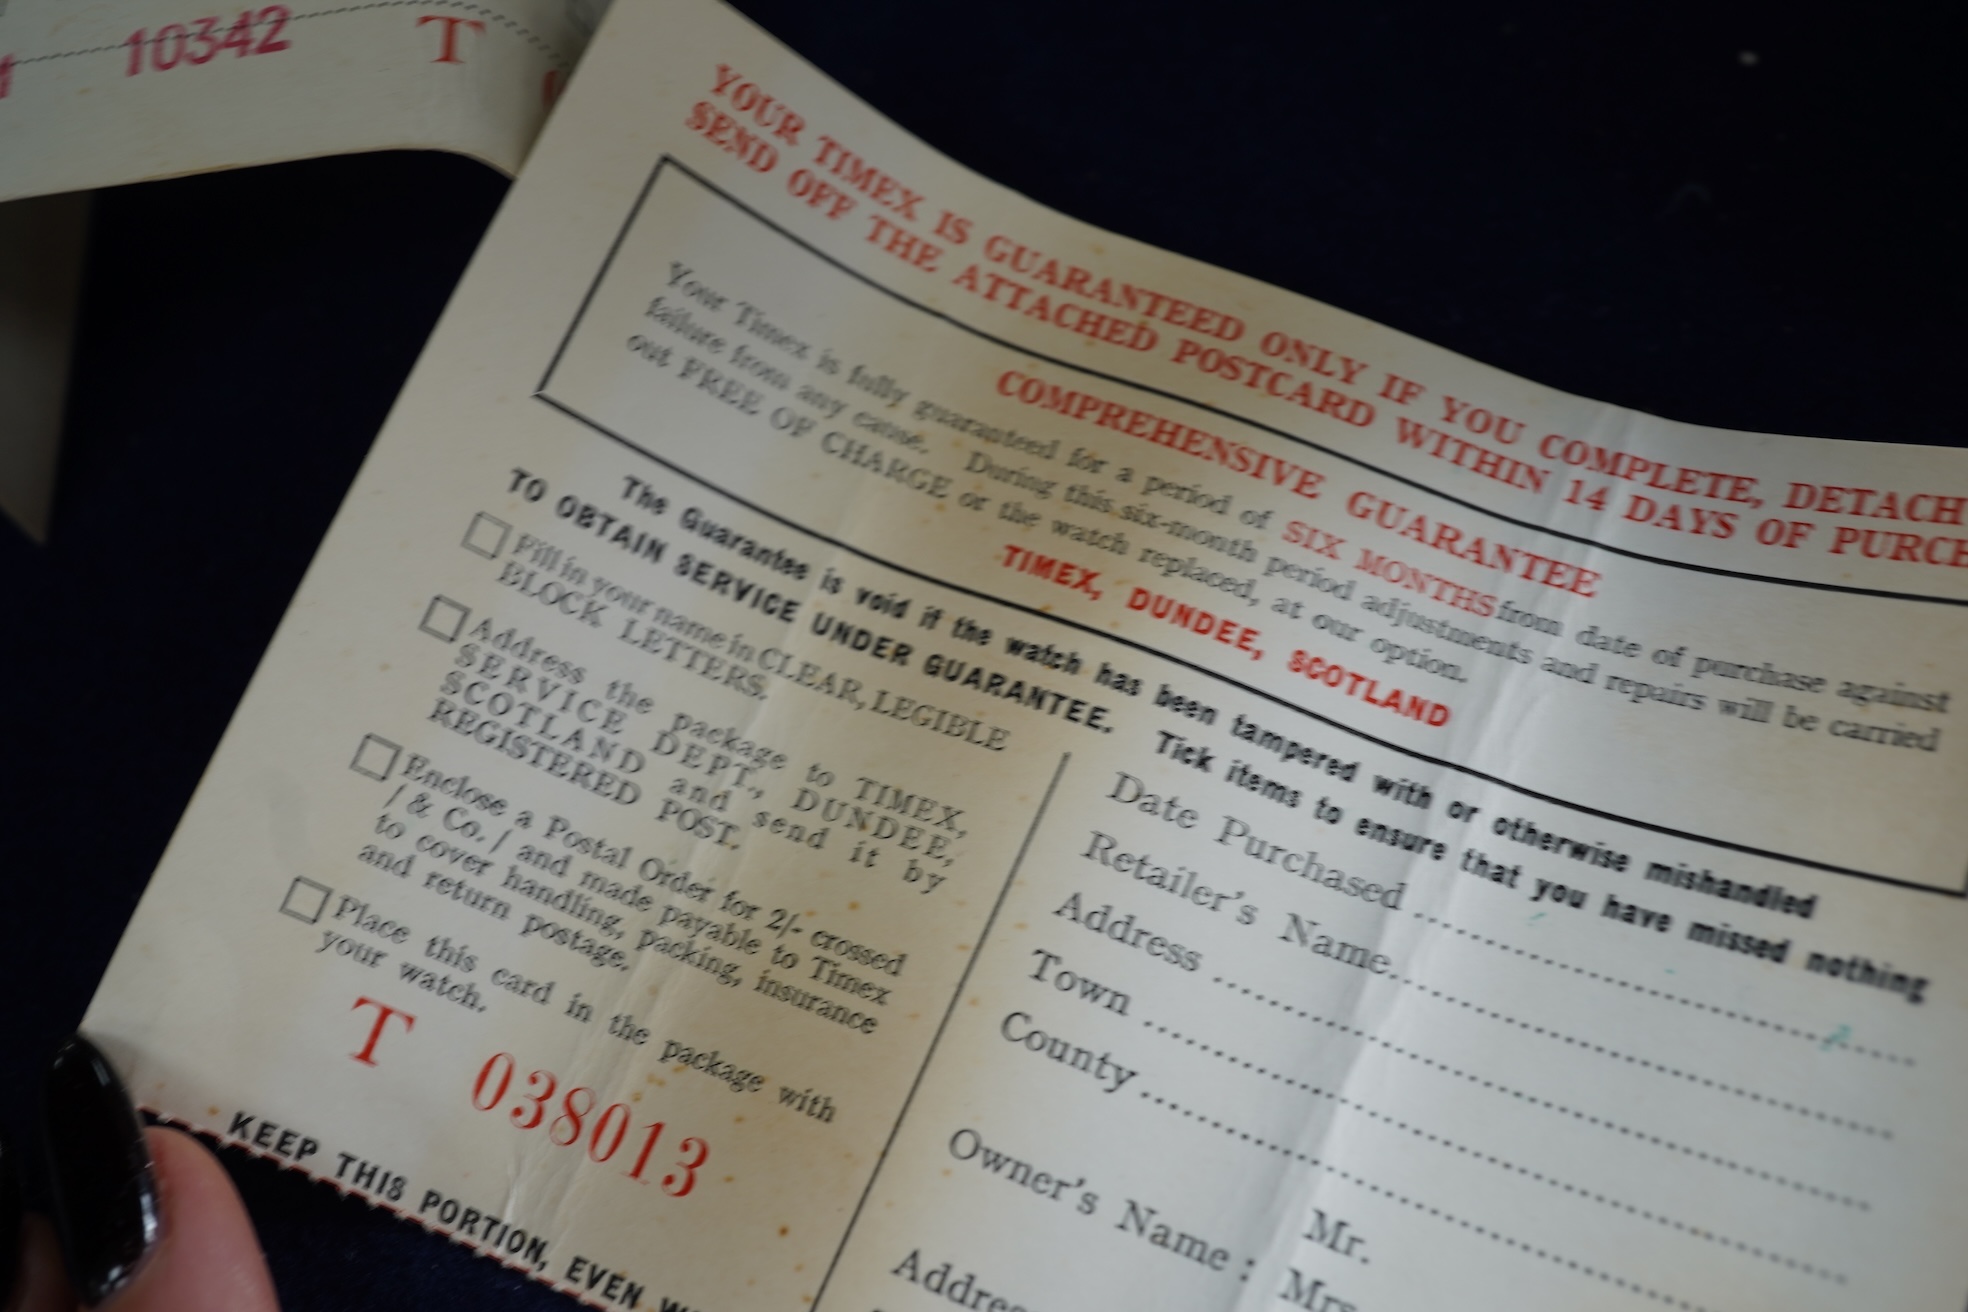 10342 T
YOUR TIMEX IS GUARANTEED ONLY IF YOU COMPLETE, DETACH
SEND OFF THE ATTACHED POSTCARD WITHIN 14 DAYS OF PURCH
COMPREHENSIVE GUARANTEE
Your Timex is fully guaranteed for a period of SIX MONTHS from date of purchase against
failure from any cause. During this six-month period adjustments and repairs will be carried
out FREE OF CHARGE or the watch replaced, at our option.
TIMEX, DUNDEE, SCOTLAND
The Guarantee is void if the watch has been tampered with or otherwise mishandled
TO OBTAIN SERVICE UNDER GUARANTEE. Tick items to ensure that you have missed nothing
Fill in your name in CLEAR, LEGIBLE
BLOCK LETTERS.
Address the package to TIMEX,
SERVICE DEPT., DUNDEE,
SCOTLAND and send it by
REGISTERED POST.
Enclose a Postal Order for 2/- crossed
/ & Co. / and made payable to Timex
to cover handling, packing, insurance
and return postage.
Place this card in the package with
your watch.
T 038013
Date Purchased
Retailer's Name
Address
Town
County
Owner's Name : Mr.
Mrs.
Addre
KEEP THIS PORTION, EVEN